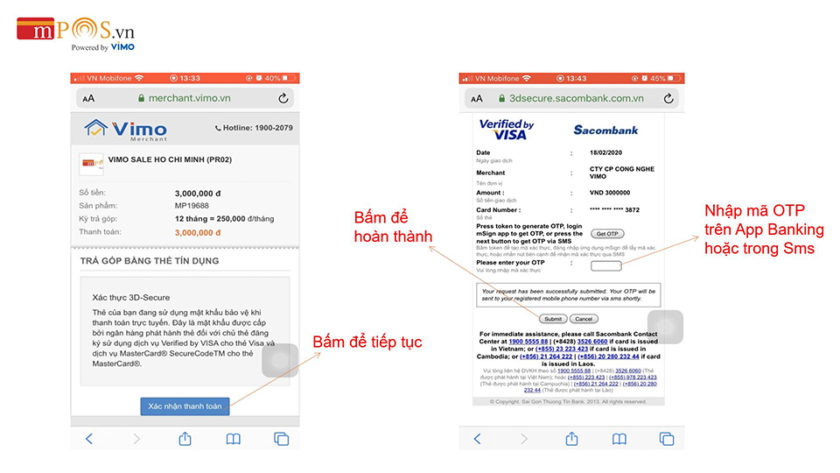 mPOS.vn
Powered by VIMO
VN Mobifone 13:33 40%
AA merchant.vimo.vn
Vimo
Merchant
Hotline: 1900-2079
VIMO SALE HO CHI MINH (PR02)
Số tiền: 3,000,000 đ
Sản phẩm: MP19688
Kỳ trả góp: 12 tháng = 250,000 đ/tháng
Thanh toán: 3,000,000 đ
TRẢ GÓP BẰNG THẺ TÍN DỤNG
Xác thực 3D-Secure
Thẻ của bạn đang sử dụng mật khẩu bảo vệ khi
thanh toán trực tuyến. Đây là mật khẩu được cấp
bởi ngân hàng phát hành thẻ đối với chủ thẻ đăng
ký sử dụng dịch vụ Verified by VISA cho thẻ Visa và
dịch vụ MasterCard® SecureCodeTM cho thẻ
MasterCard®.
Xác nhận thanh toán
Bấm để tiếp tục
Bấm để
hoàn thành
VN Mobifone 13:43 45%
AA 3dsecure.sacombank.com.vn
Verified by
VISA
Sacombank
Date : 18/02/2020
Ngày giao dịch
Merchant : CTY CP CONG NGHE
VIMO
Tên đơn vị
Amount : VND 3000000
Số tiền giao dịch
Card Number : **** **** **** 3872
Số thẻ
Press token to generate OTP, login
mSign app to get OTP, or press the
next button to get OTP via SMS
: Get OTP
Bấm token để tạo mã xác thực, đăng nhập ứng dụng mSign để lấy mã xác
thực, hoặc nhấn nút tiên cạnh để nhận mã xác thực qua SMS
Please enter your OTP :
Vui lòng nhập mã xác thực
Your request has been successfully submitted. Your OTP will be
sent to your registered mobile phone number via sms shortly.
Submit Cancel
For immediate assistance, please call Sacombank Contact
Center at 1900 5555 88 | (+8428) 3526 6060 if card is issued
in Vietnam; or (+855) 23 223 423 if card is issued in
Cambodia; or (+856) 21 264 222 | (+856) 20 280 232 44 if card
is issued in Laos.
Vui lòng liên hệ DVKH theo số 1900 5555 88 | (+8428) 3526 6060 (Thẻ
được phát hành tại Việt Nam); hoặc (+855) 223 423 | (+855) 978 223 423
(Thẻ được phát hành tại Campuchia) | (+856) 21 264 222 | (+856) 20 280
232 44 (Thẻ được phát hành tại Lào)
© Copyright. Sai Gon Thuong Tin Bank. 2013. All rights reserved.
Nhập mã OTP
trên App Banking
hoặc trong Sms